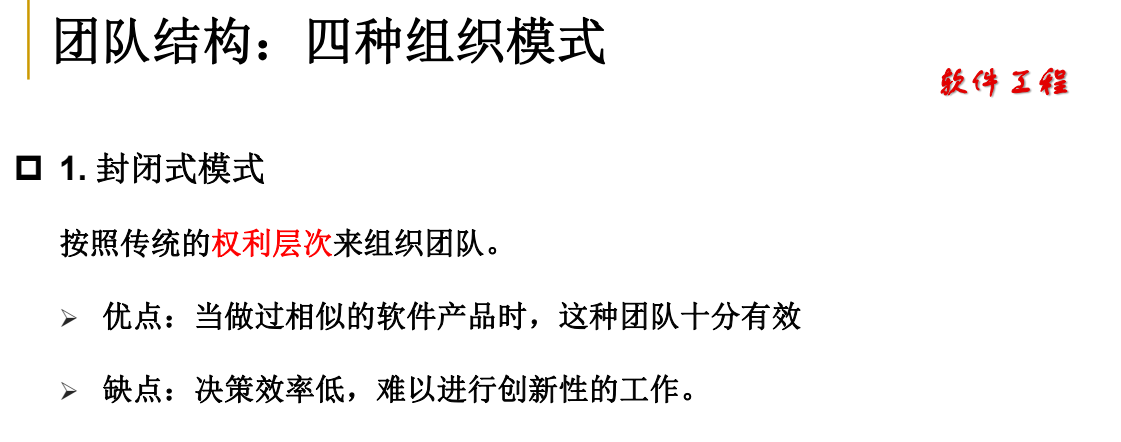 团队结构：四种组织模式
软件工程
1. 封闭式模式
按照传统的权利层次来组织团队。
优点：当做过相似的软件产品时，这种团队十分有效
缺点：决策效率低，难以进行创新性的工作。